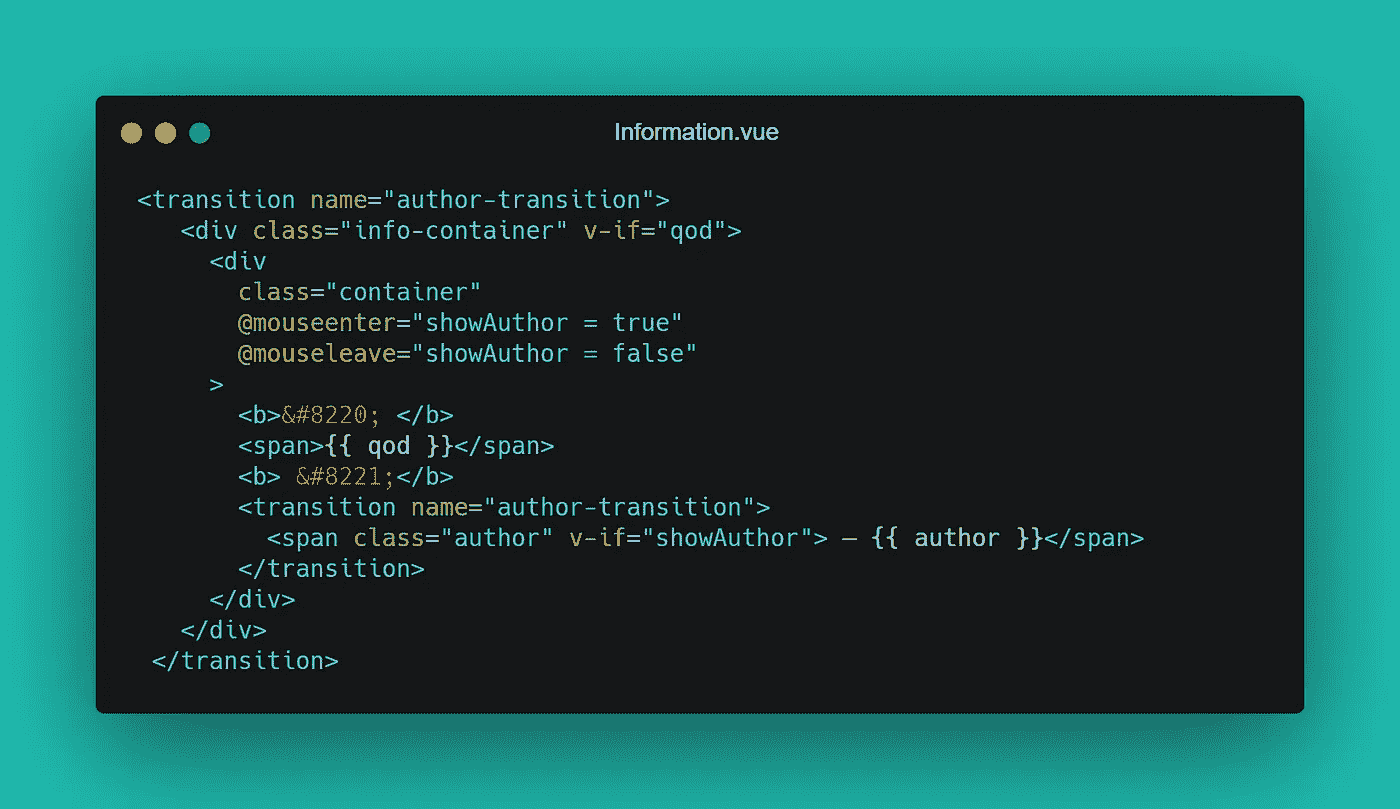 Information.vue
<transition name="author-transition">
<div class="info-container" v-if="qod">
<div
class="container"
@mouseenter="showAuthor = true"
@mouseleave="showAuthor = false"
>
<b>&#8220; </b>
<span>{{ qod }}</span>
<b> &#8221;</b>
<transition name="author-transition">
<span class="author" v-if="showAuthor"> — {{ author }}</span>
</transition>
</div>
</div>
</transition>